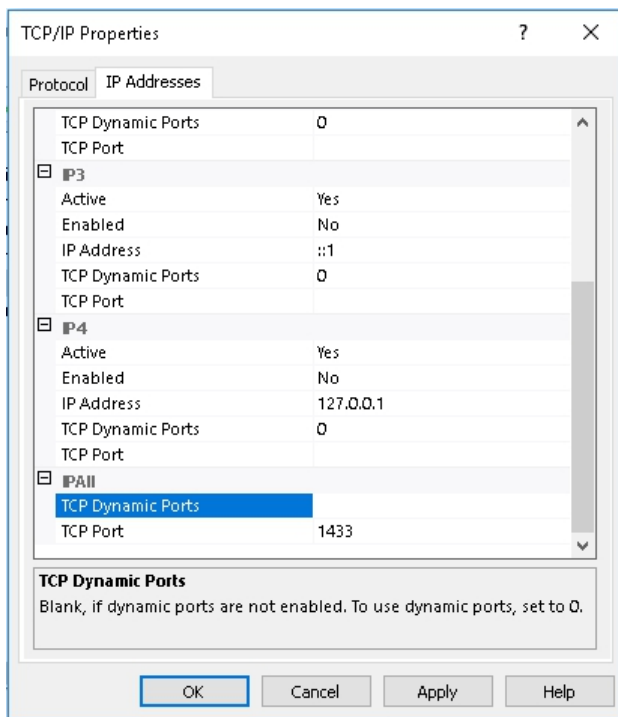 TCP/IP Properties ? X
Protocol IP Addresses
TCP Dynamic Ports 0
TCP Port
IP3
Active Yes
Enabled No
IP Address ::1
TCP Dynamic Ports 0
TCP Port
IP4
Active Yes
Enabled No
IP Address 127.0.0.1
TCP Dynamic Ports 0
TCP Port
IPAll
TCP Dynamic Ports
TCP Port 1433
TCP Dynamic Ports
Blank, if dynamic ports are not enabled. To use dynamic ports, set to 0.
OK Cancel Apply Help